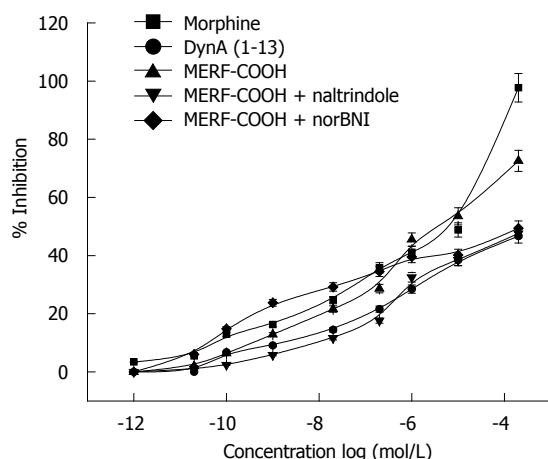 120
100
80
60
40
20
0
% Inhibition
Morphine
DynA (1-13)
MERF-COOH
MERF-COOH + naltrindole
MERF-COOH + norBNI
-12 -10 -8 -6 -4
Concentration log (mol/L)